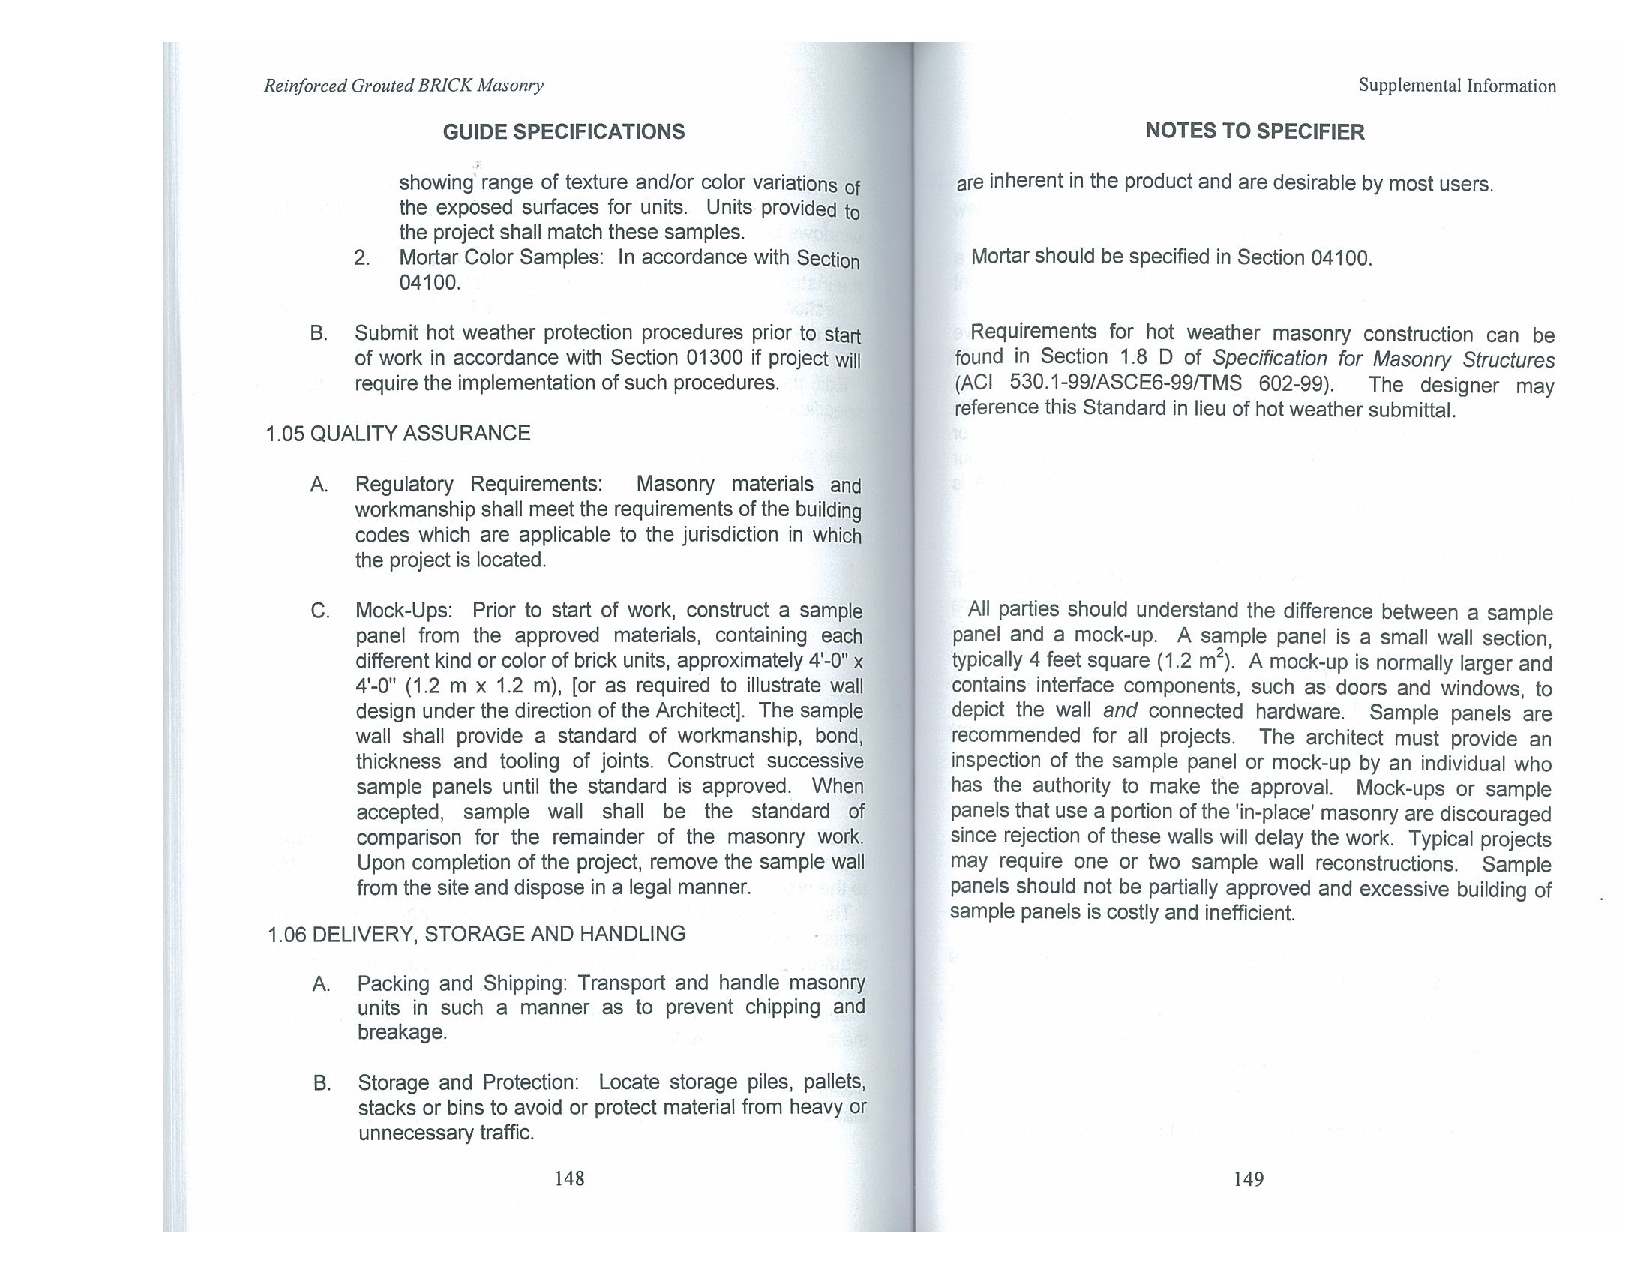 Reinforced Grouted BRICK Masonry
GUIDE SPECIFICATIONS
showing range of texture and/or color variations of
the exposed surfaces for units. Units provided to
the project shall match these samples.
2. Mortar Color Samples: In accordance with Section
04100.
B. Submit hot weather protection procedures prior to start
of work in accordance with Section 01300 if project will
require the implementation of such procedures.
1.05 QUALITY ASSURANCE
A. Regulatory Requirements: Masonry materials and
workmanship shall meet the requirements of the building
codes which are applicable to the jurisdiction in which
the project is located.
C. Mock-Ups: Prior to start of work, construct a sample
panel from the approved materials, containing each
different kind or color of brick units, approximately 4'-0" x
4'-0" (1.2 m x 1.2 m), [or as required to illustrate wall
design under the direction of the Architect]. The sample
wall shall provide a standard of workmanship, bond,
thickness and tooling of joints. Construct successive
sample panels until the standard is approved. When
accepted, sample wall shall be the standard of
comparison for the remainder of the masonry work.
Upon completion of the project, remove the sample wall
from the site and dispose in a legal manner.
1.06 DELIVERY, STORAGE AND HANDLING
A. Packing and Shipping: Transport and handle masonry
units in such a manner as to prevent chipping and
breakage.
B. Storage and Protection: Locate storage piles, pallets,
stacks or bins to avoid or protect material from heavy or
unnecessary traffic.
148
Supplemental Information
NOTES TO SPECIFIER
are inherent in the product and are desirable by most users.
Mortar should be specified in Section 04100.
Requirements for hot weather masonry construction can be
found in Section 1.8 D of Specification for Masonry Structures
(ACI 530.1-99/ASCE6-99/TMS 602-99). The designer may
reference this Standard in lieu of hot weather submittal.
All parties should understand the difference between a sample
panel and a mock-up. A sample panel is a small wall section,
typically 4 feet square (1.2 m²). A mock-up is normally larger and
contains interface components, such as doors and windows, to
depict the wall and connected hardware. Sample panels are
recommended for all projects. The architect must provide an
inspection of the sample panel or mock-up by an individual who
has the authority to make the approval. Mock-ups or sample
panels that use a portion of the 'in-place' masonry are discouraged
since rejection of these walls will delay the work. Typical projects
may require one or two sample wall reconstructions. Sample
panels should not be partially approved and excessive building of
sample panels is costly and inefficient.
149